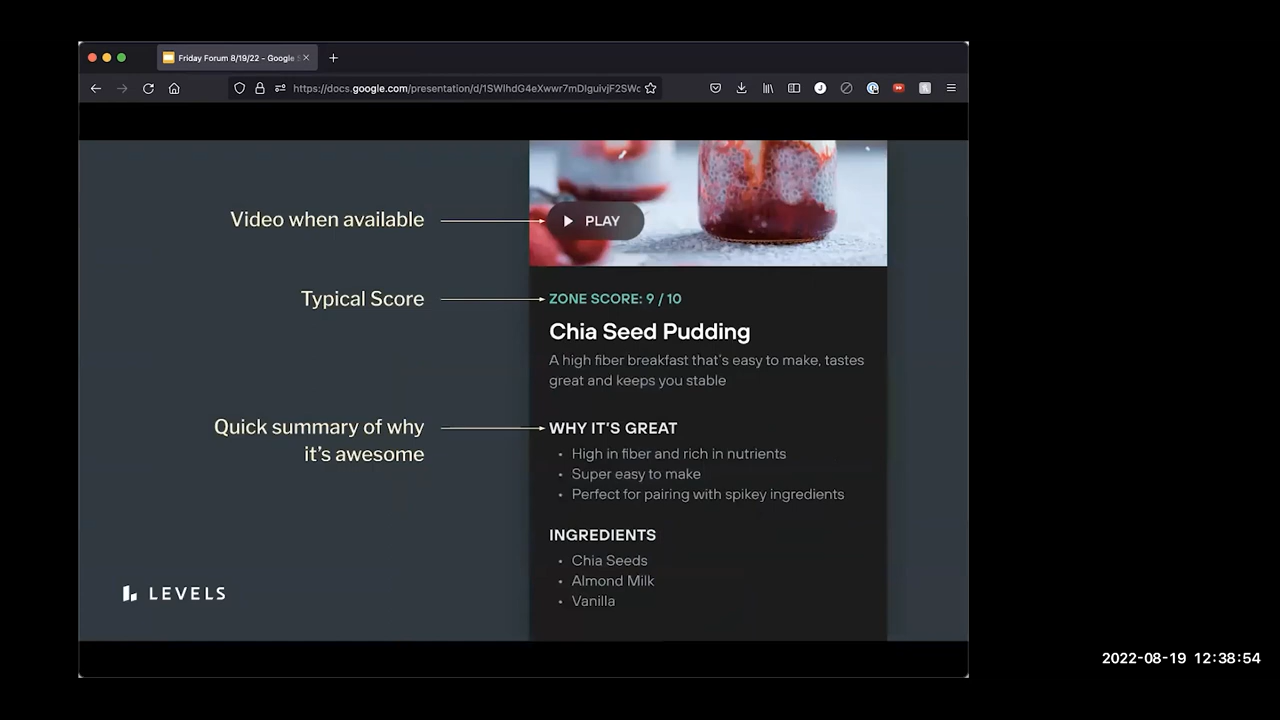 Friday Forum 8/19/22 - Google
https://docs.google.com/presentation/d/1SWlhdG4eXwwr7mDlguivjF2SWc
Video when available
PLAY
Typical Score
ZONE SCORE: 9 / 10
Chia Seed Pudding
A high fiber breakfast that's easy to make, tastes
great and keeps you stable
Quick summary of why
it's awesome
WHY IT'S GREAT
• High in fiber and rich in nutrients
• Super easy to make
• Perfect for pairing with spikey ingredients
INGREDIENTS
• Chia Seeds
• Almond Milk
• Vanilla
LEVELS
2022-08-19 12:38:54